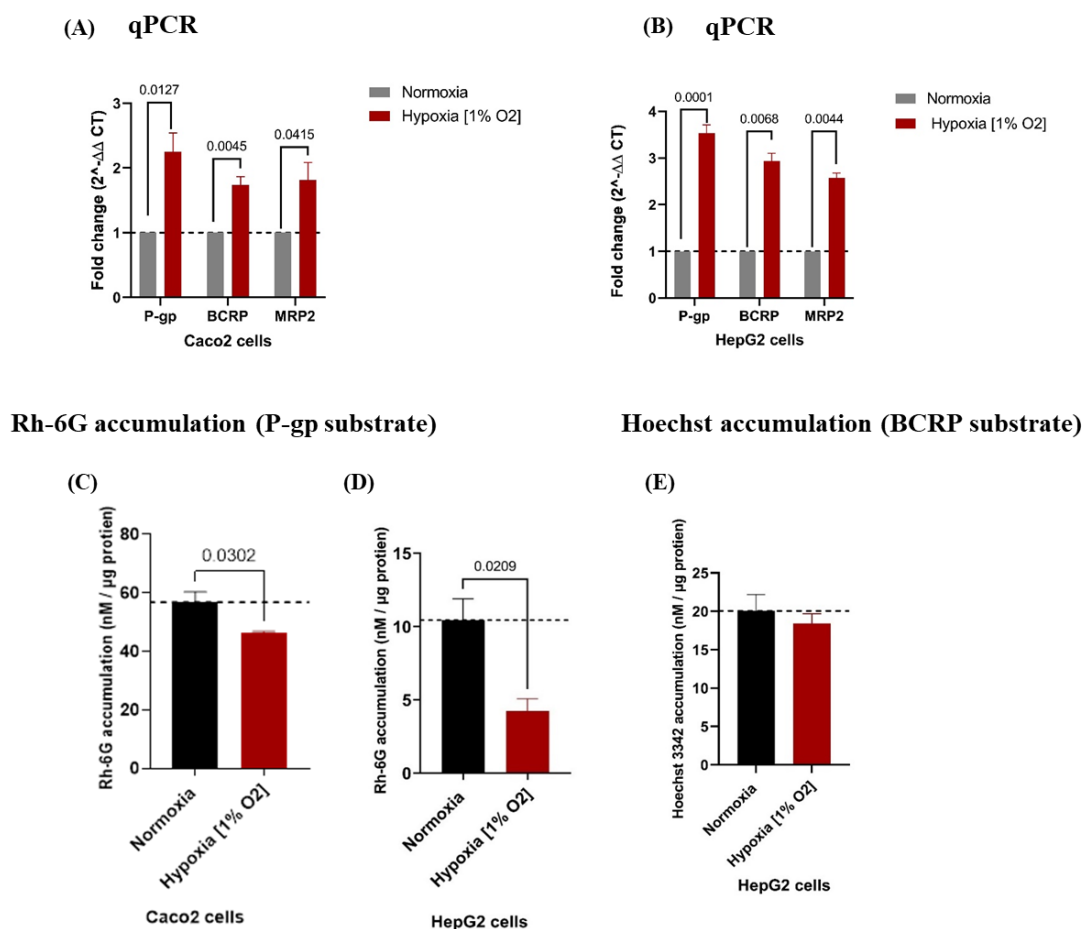 (A) qPCR
Normoxia
Hypoxia [1% O2]
Fold change (2^-ΔΔ CT)
3
2
1
0
0.0127
0.0045
0.0415
P-gp BCRP MRP2
Caco2 cells
(B) qPCR
Normoxia
Hypoxia [1% O2]
Fold change (2^-ΔΔ CT)
4
3
2
1
0
0.0001
0.0068
0.0044
P-gp BCRP MRP2
HepG2 cells
Rh-6G accumulation (P-gp substrate)
Hoechst accumulation (BCRP substrate)
(C)
Rh-6G accumulation (nM / µg protien)
80
60
40
20
0
0.0302
Normoxia
Hypoxia [1% O2]
Caco2 cells
(D)
Rh-6G accumulation (nM / µg protien)
15
10
5
0
0.0209
Normoxia
Hypoxia [1% O2]
HepG2 cells
(E)
Hoechst 3342 accumulation (nM / µg protien)
25
20
15
10
5
0
Normoxia
Hypoxia [1% O2]
HepG2 cells